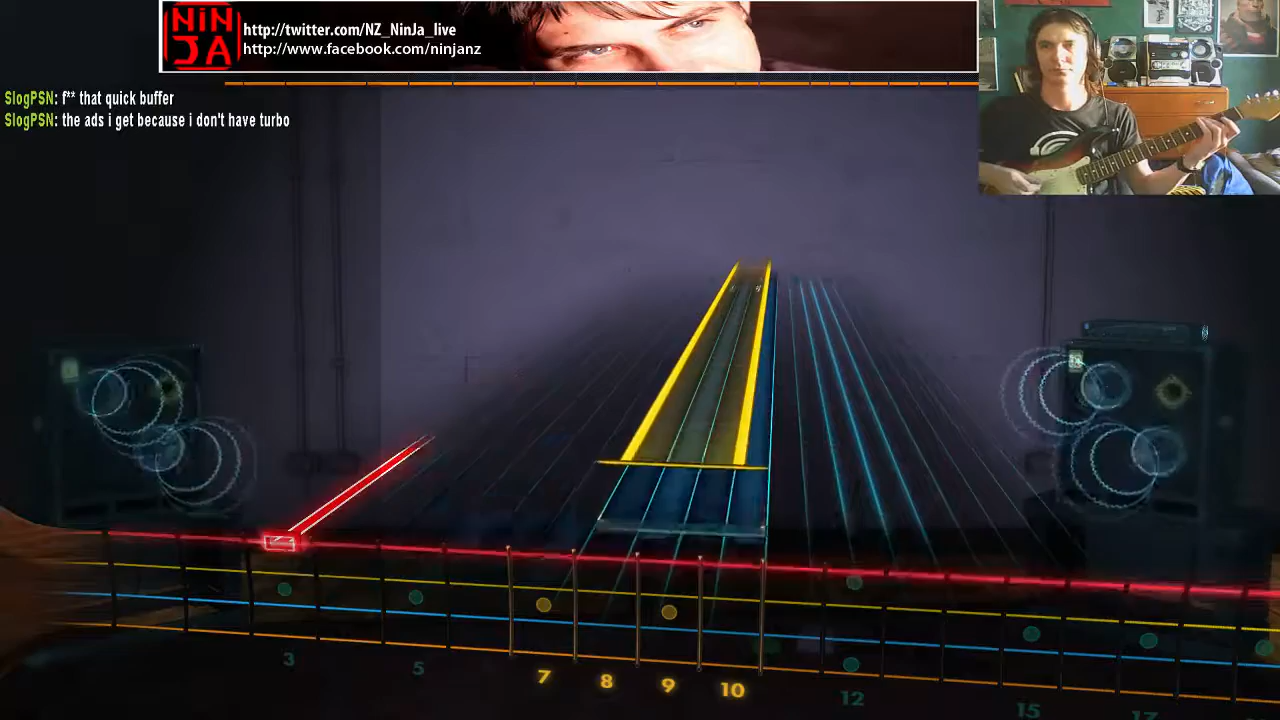 NiN
JA
http://twitter.com/NZ_NinJa_live
http://www.facebook.com/ninjanz
SlogPSN: f** that quick buffer
SlogPSN: the ads i get because i don't have turbo
3
5
7
8
9
10
12
15
17